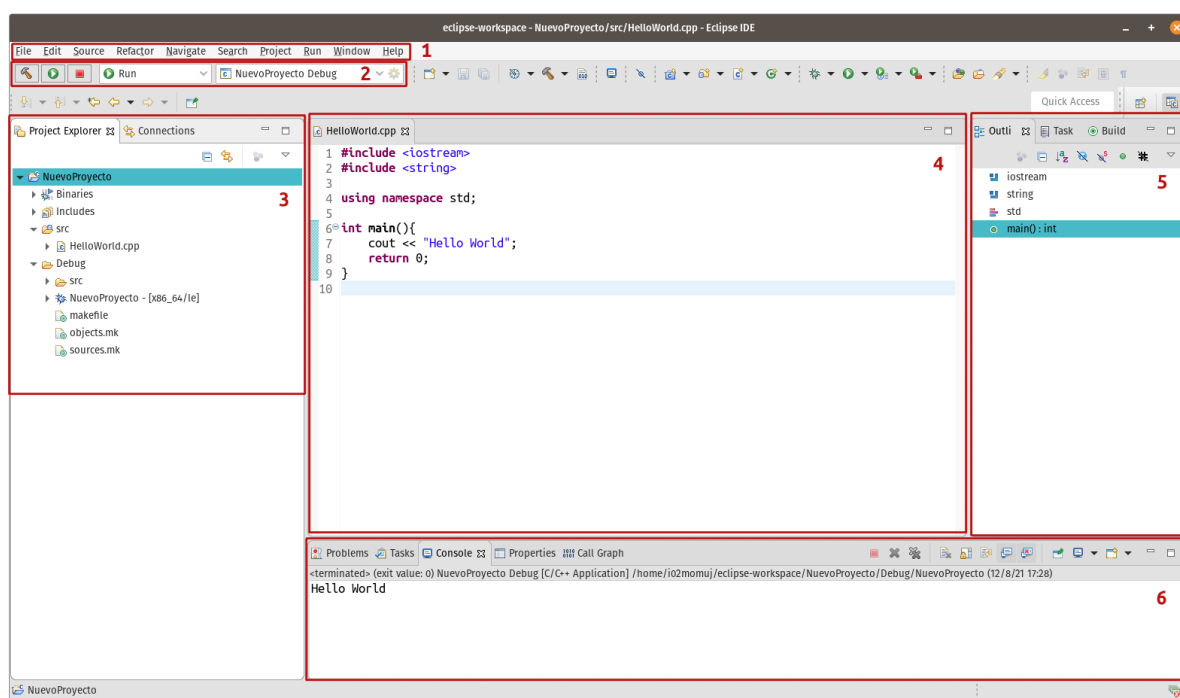 eclipse-workspace - NuevoProyecto/src/HelloWorld.cpp - Eclipse IDE
File Edit Source Refactor Navigate Search Project Run Window Help 1
Run NuevoProyecto Debug 2
Quick Access
Project Explorer Connections
NuevoProyecto
3
Binaries
Includes
src
HelloWorld.cpp
Debug
src
NuevoProyecto - [x86_64/le]
makefile
objects.mk
sources.mk
HelloWorld.cpp
4
1 #include <iostream>
2 #include <string>
3
4 using namespace std;
5
6 int main(){
7 cout << "Hello World";
8 return 0;
9 }
10
Outli Task Build
5
iostream
string
std
main() : int
Problems Tasks Console Properties Call Graph
<terminated> (exit value: 0) NuevoProyecto Debug [C/C++ Application] /home/i02momuj/eclipse-workspace/NuevoProyecto/Debug/NuevoProyecto (12/8/21 17:28)
Hello World
6
NuevoProyecto